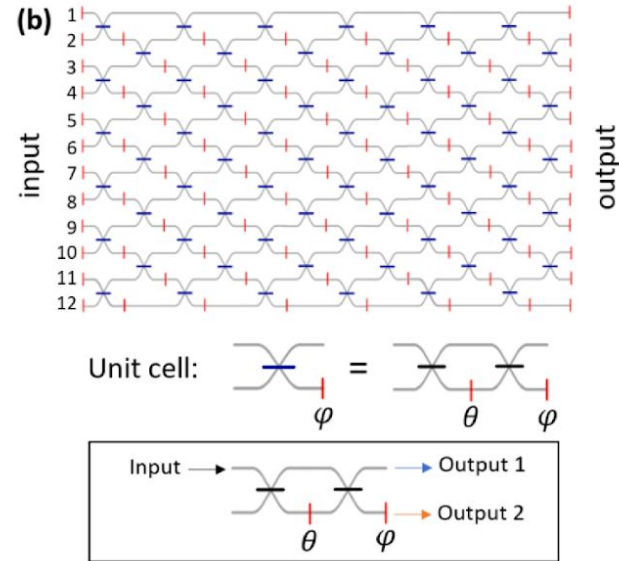 (b)
1
2
3
4
5
6
7
8
9
10
11
12
input
output
Unit cell:
=
φ
θ
φ
Input
Output 1
Output 2
θ
φ